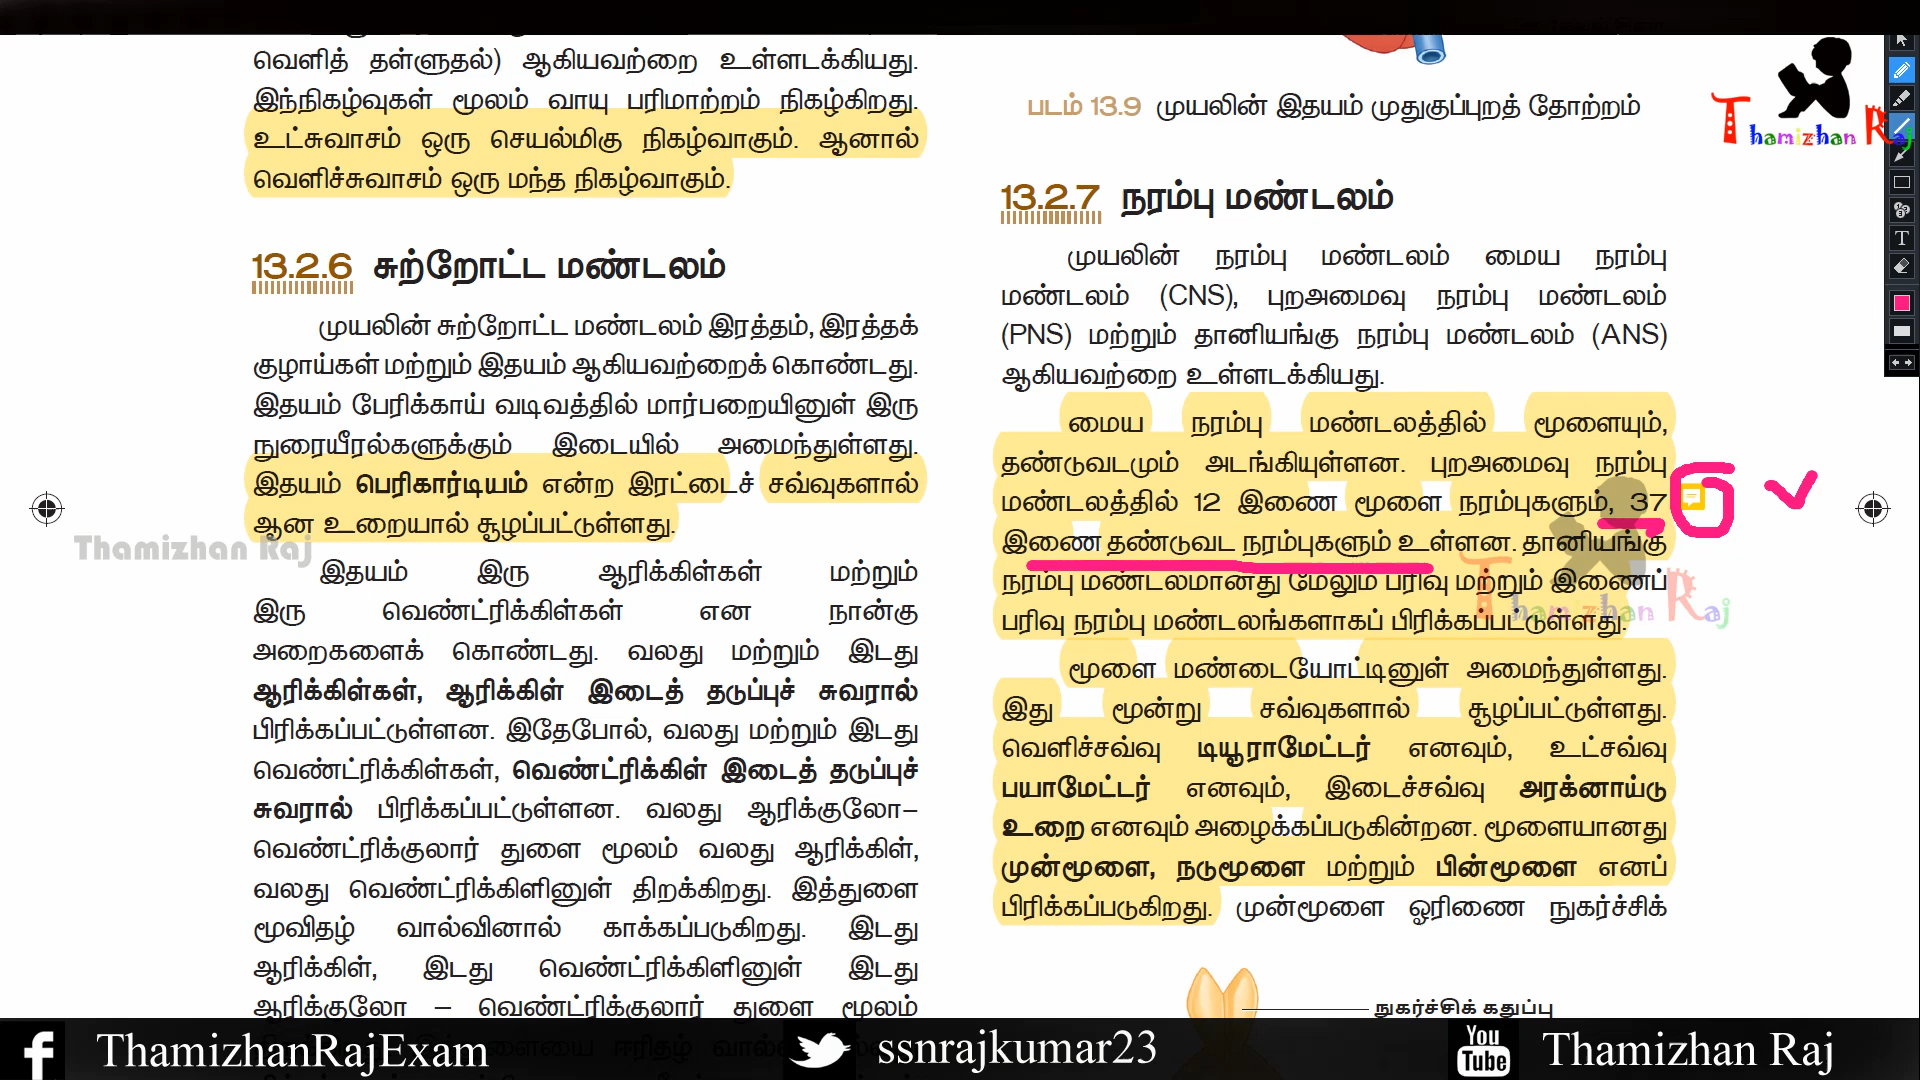 வெளித் தள்ளுதல்) ஆகியவற்றை உள்ளடக்கியது.
இந்நிகழ்வுகள் மூலம் வாயு பரிமாற்றம் நிகழ்கிறது.
உட்சுவாசம் ஒரு செயல்மிகு நிகழ்வாகும். ஆனால்
வெளிச்சுவாசம் ஒரு மந்த நிகழ்வாகும்.
13.2.6 சுற்றோட்ட மண்டலம்
முயலின் சுற்றோட்ட மண்டலம் இரத்தம், இரத்தக்
குழாய்கள் மற்றும் இதயம் ஆகியவற்றைக் கொண்டது.
இதயம் பேரிக்காய் வடிவத்தில் மார்பறையினுள் இரு
நுரையீரல்களுக்கும் இடையில் அமைந்துள்ளது.
இதயம் பெரிகார்டியம் என்ற இரட்டைச் சவ்வுகளால்
ஆன உறையால் சூழப்பட்டுள்ளது.
Thamizhan Raj
இதயம் இரு ஆரிக்கிள்கள் மற்றும்
இரு வெண்ட்ரிக்கிள்கள் என நான்கு
அறைகளைக் கொண்டது. வலது மற்றும் இடது
ஆரிக்கிள்கள், ஆரிக்கிள் இடைத் தடுப்புச் சுவரால்
பிரிக்கப்பட்டுள்ளன. இதேபோல், வலது மற்றும் இடது
வெண்ட்ரிக்கிள்கள், வெண்ட்ரிக்கிள் இடைத் தடுப்புச்
சுவரால் பிரிக்கப்பட்டுள்ளன. வலது ஆரிக்குலோ–
வெண்ட்ரிக்குலார் துளை மூலம் வலது ஆரிக்கிள்,
வலது வெண்ட்ரிக்கிளினுள் திறக்கிறது. இத்துளை
மூவிதழ் வால்வினால் காக்கப்படுகிறது. இடது
ஆரிக்கிள், இடது வெண்ட்ரிக்கிளினுள் இடது
ஆரிக்குலோ – வெண்ட்ரிக்குலார் துளை மூலம்
படம் 13.9 முயலின் இதயம் முதுகுப்புறத் தோற்றம்
Thamizhan Raj
13.2.7 நரம்பு மண்டலம்
முயலின் நரம்பு மண்டலம் மைய நரம்பு
மண்டலம் (CNS), புறஅமைவு நரம்பு மண்டலம்
(PNS) மற்றும் தானியங்கு நரம்பு மண்டலம் (ANS)
ஆகியவற்றை உள்ளடக்கியது.
மைய நரம்பு மண்டலத்தில் மூளையும்,
தண்டுவடமும் அடங்கியுள்ளன. புறஅமைவு நரம்பு
மண்டலத்தில் 12 இணை மூளை நரம்புகளும், 37
இணை தண்டுவட நரம்புகளும் உள்ளன. தானியங்கு
நரம்பு மண்டலமானது மேலும் பரிவு மற்றும் இணைப்
பரிவு நரம்பு மண்டலங்களாகப் பிரிக்கப்பட்டுள்ளது.
Thamizhan Raj
மூளை மண்டையோட்டினுள் அமைந்துள்ளது.
இது மூன்று சவ்வுகளால் சூழப்பட்டுள்ளது.
வெளிச்சவ்வு டியூராமேட்டர் எனவும், உட்சவ்வு
பயாமேட்டர் எனவும், இடைச்சவ்வு அரக்னாய்டு
உறை எனவும் அழைக்கப்படுகின்றன. மூளையானது
முன்மூளை, நடுமூளை மற்றும் பின்மூளை எனப்
பிரிக்கப்படுகிறது. முன்மூளை ஓரிணை நுகர்ச்சிக்
நுகர்ச்சிக் கதுப்பு
f ThamizhanRajExam
ssnrajkumar23
You Tube Thamizhan Raj